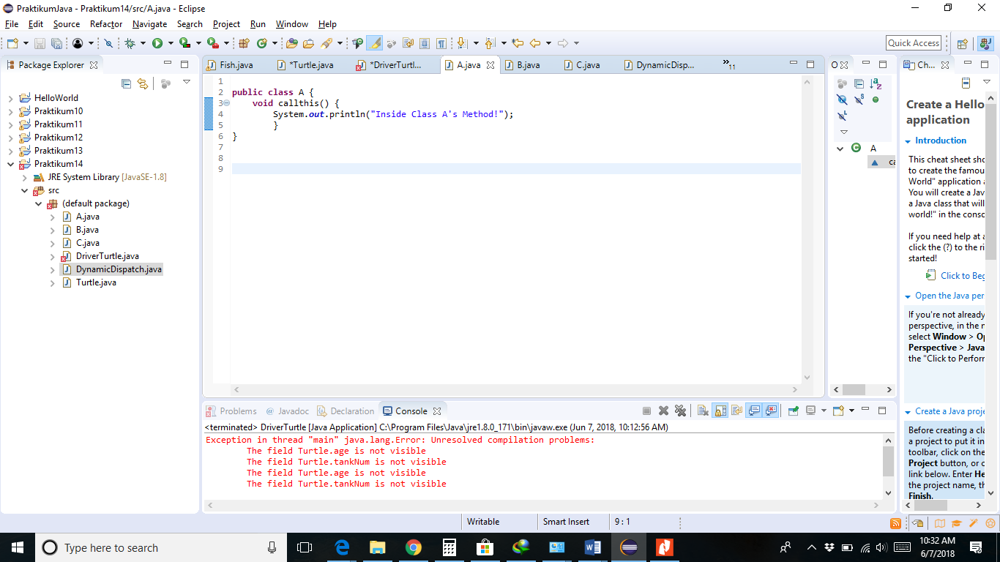 PraktikumJava - Praktikum14/src/A.java - Eclipse
File Edit Source Refactor Navigate Search Project Run Window Help
Quick Access
Package Explorer
HelloWorld
Praktikum10
Praktikum11
Praktikum12
Praktikum13
Praktikum14
JRE System Library [JavaSE-1.8]
src
(default package)
A.java
B.java
C.java
DriverTurtle.java
DynamicDispatch.java
Turtle.java
Fish.java *Turtle.java *DriverTurtl... A.java B.java C.java DynamicDisp... »11
1
2 public class A {
3 void callthis() {
4 System.out.println("Inside Class A's Method!");
5 }
6 }
7
8
9
O
A
ca
Ch...
Create a Hello
application
Introduction
This cheat sheet sho
to create the famou
World" application a
You will create a Jav
a Java class that will
world!" in the conso
If you need help at a
click the (?) to the ri
started!
Click to Beg
Open the Java per
If you're not already
perspective, in the m
select Window > Op
Perspective > Java
the "Click to Perforn
Create a Java proje
Before creating a cla
a project to put it in
toolbar, click on the
Project button, or c
link below. Enter He
the project name, th
Finish.
Problems @ Javadoc Declaration Console
<terminated> DriverTurtle [Java Application] C:\Program Files\Java\jre1.8.0_171\bin\javaw.exe (Jun 7, 2018, 10:12:56 AM)
Exception in thread "main" java.lang.Error: Unresolved compilation problems:
The field Turtle.age is not visible
The field Turtle.tankNum is not visible
The field Turtle.age is not visible
The field Turtle.tankNum is not visible
Writable Smart Insert 9 : 1
Type here to search
10:32 AM
6/7/2018